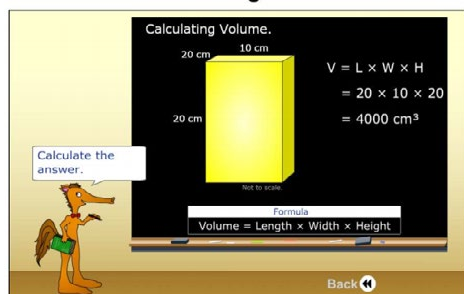 Calculating Volume.
20 cm
10 cm
V = L × W × H
= 20 × 10 × 20
20 cm
= 4000 cm³
Calculate the
answer.
Not to scale.
Formula
Volume = Length × Width × Height
Back